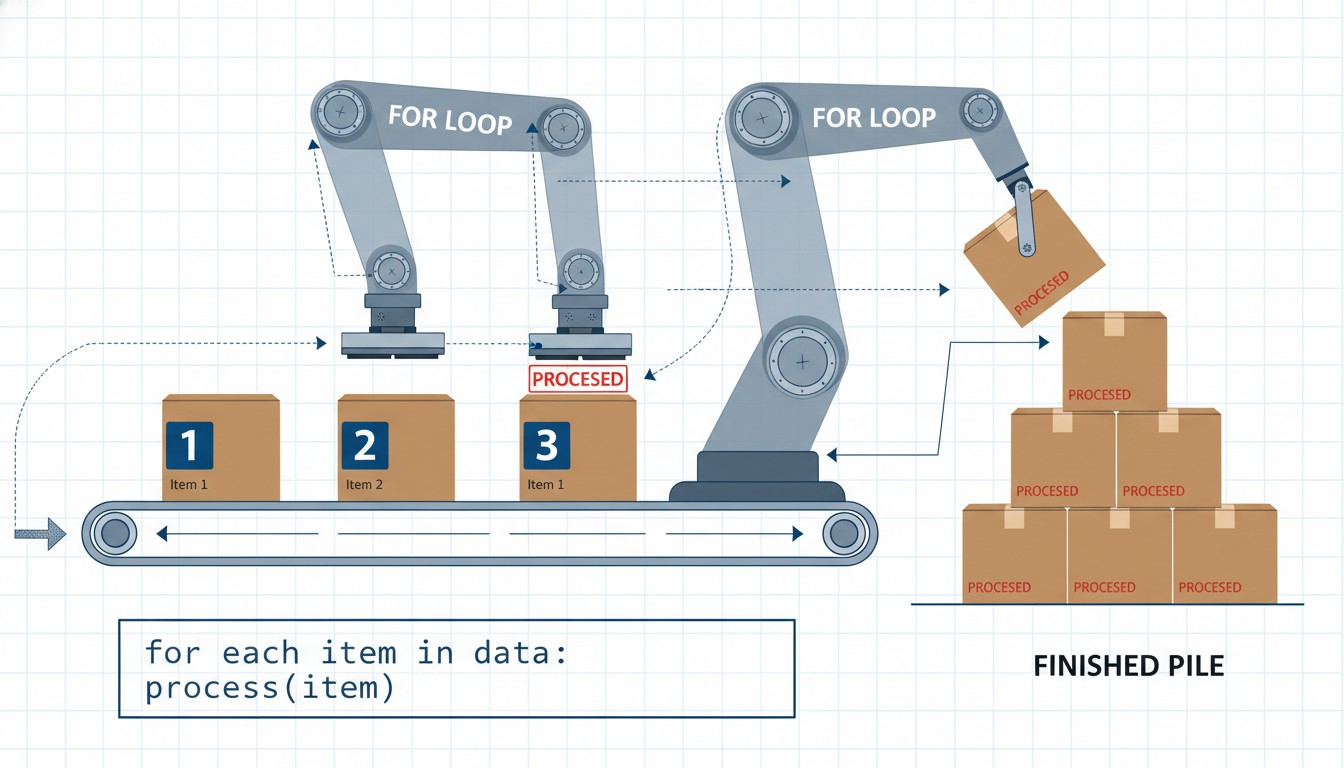 FOR LOOP
FOR LOOP
PROCESED
PROCESED
PROCESED
1
Item 1
2
Item 2
3
Item 1
PROCESED
PROCESED
PROCESED
PROCESED
PROCESED
for each item in data:
process(item)
FINISHED PILE